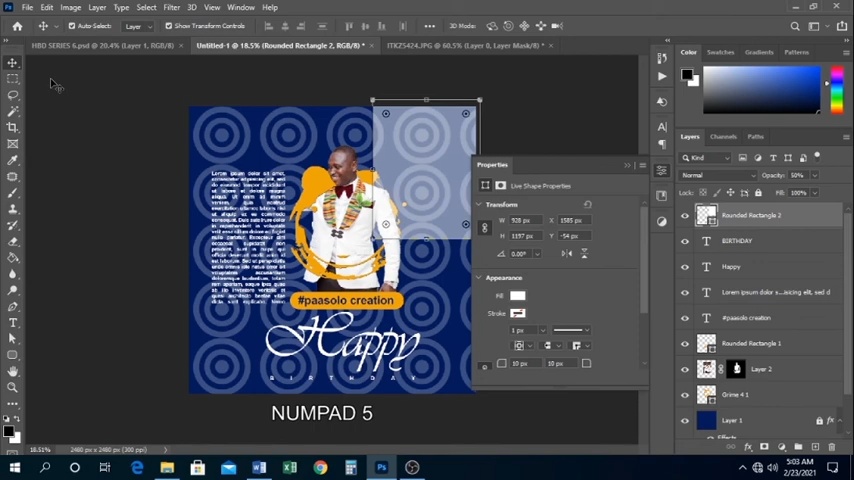 File Edit Image Layer Type Select Filter 3D View Window Help
Auto-Select: Layer Show Transform Controls 3D Mode:
HBD SERIES 6.psd @ 20.4% (Layer 1, RGB/8) × Untitled-1 @ 18.5% (Rounded Rectangle 2, RGB/8) * × ITKZ5424.JPG @ 60.5% (Layer 0, Layer Mask/8) * ×
Color Swatches Gradients Patterns
Layers Channels Paths
Kind
Normal Opacity: 50%
Lock: Fill: 100%
Rounded Rectangle 2
BIRTHDAY
Happy
Lorem ipsum dolor si...isicing elit, sed d
#paasolo creation
Rounded Rectangle 1
Layer 2
Grime 4 1
Layer 1
fx
Effects
Properties
Live Shape Properties
Transform
W: 928 px X: 1585 px
H: 1137 px Y: -54 px
0.00°
Appearance
Fill
Stroke
1 px
10 px 10 px
#paasolo creation
Happy
BIRTHDAY
NUMPAD 5
18.51% 2480 px x 2480 px (300 ppi)
5:03 AM
2/23/2021